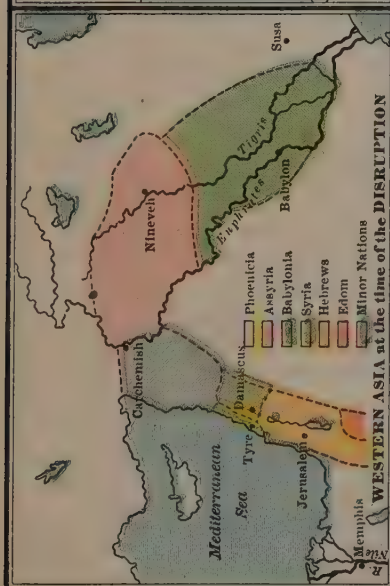 Susa
Tigris
Nineveh
Euphrates
Babylon
Carchemish
Phoenicia
Assyria
Babylonia
Syria
Hebrews
Edom
Minor Nations
Damascus
Tyre
Mediterranean
Sea
Jerusalem
Memphis
R. Nile
WESTERN ASIA at the time of the DISRUPTION